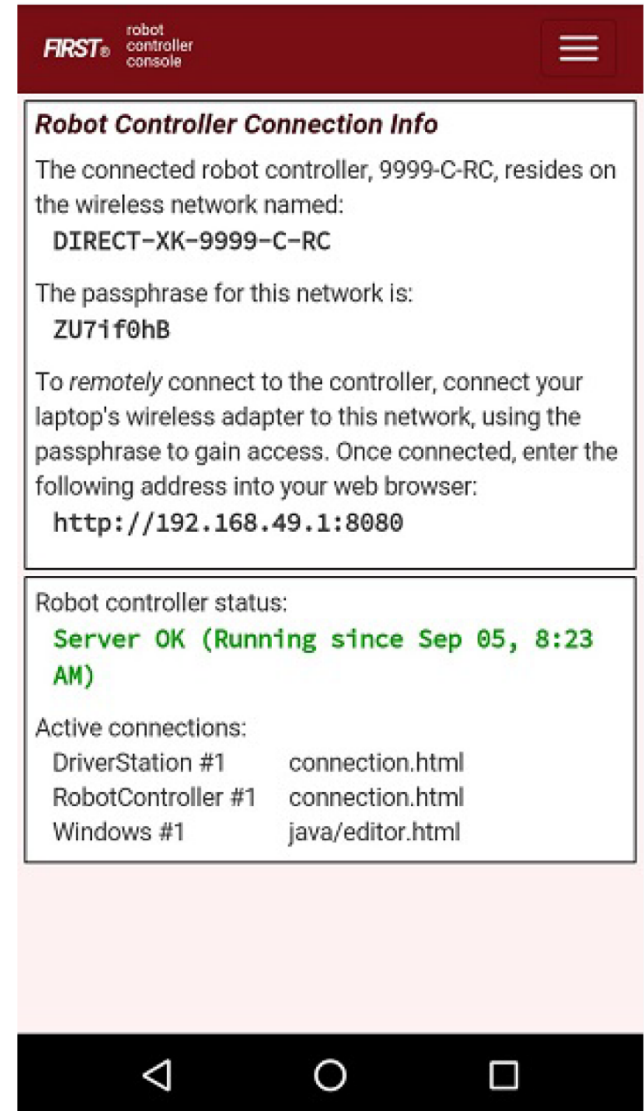 FIRST® robot
controller
console
Robot Controller Connection Info
The connected robot controller, 9999-C-RC, resides on
the wireless network named:
DIRECT-XK-9999-C-RC
The passphrase for this network is:
ZU7if0hB
To remotely connect to the controller, connect your
laptop's wireless adapter to this network, using the
passphrase to gain access. Once connected, enter the
following address into your web browser:
http://192.168.49.1:8080
Robot controller status:
Server OK (Running since Sep 05, 8:23
AM)
Active connections:
DriverStation #1 connection.html
RobotController #1 connection.html
Windows #1 java/editor.html